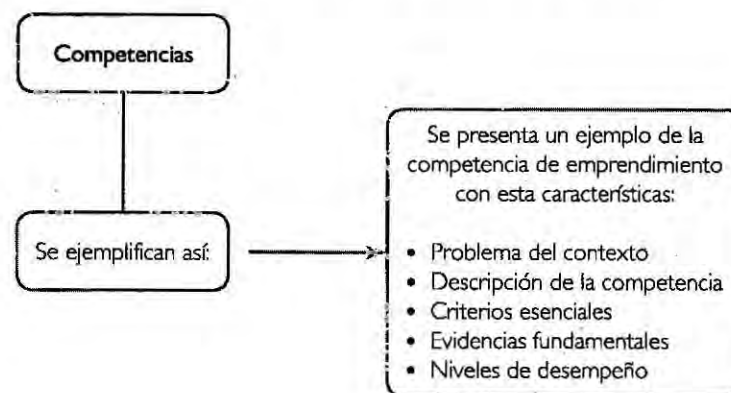 Competencias
Se ejemplifican así:
Se presenta un ejemplo de la
competencia de emprendimiento
con esta características:
• Problema del contexto
• Descripción de la competencia
• Criterios esenciales
• Evidencias fundamentales
• Niveles de desempeño